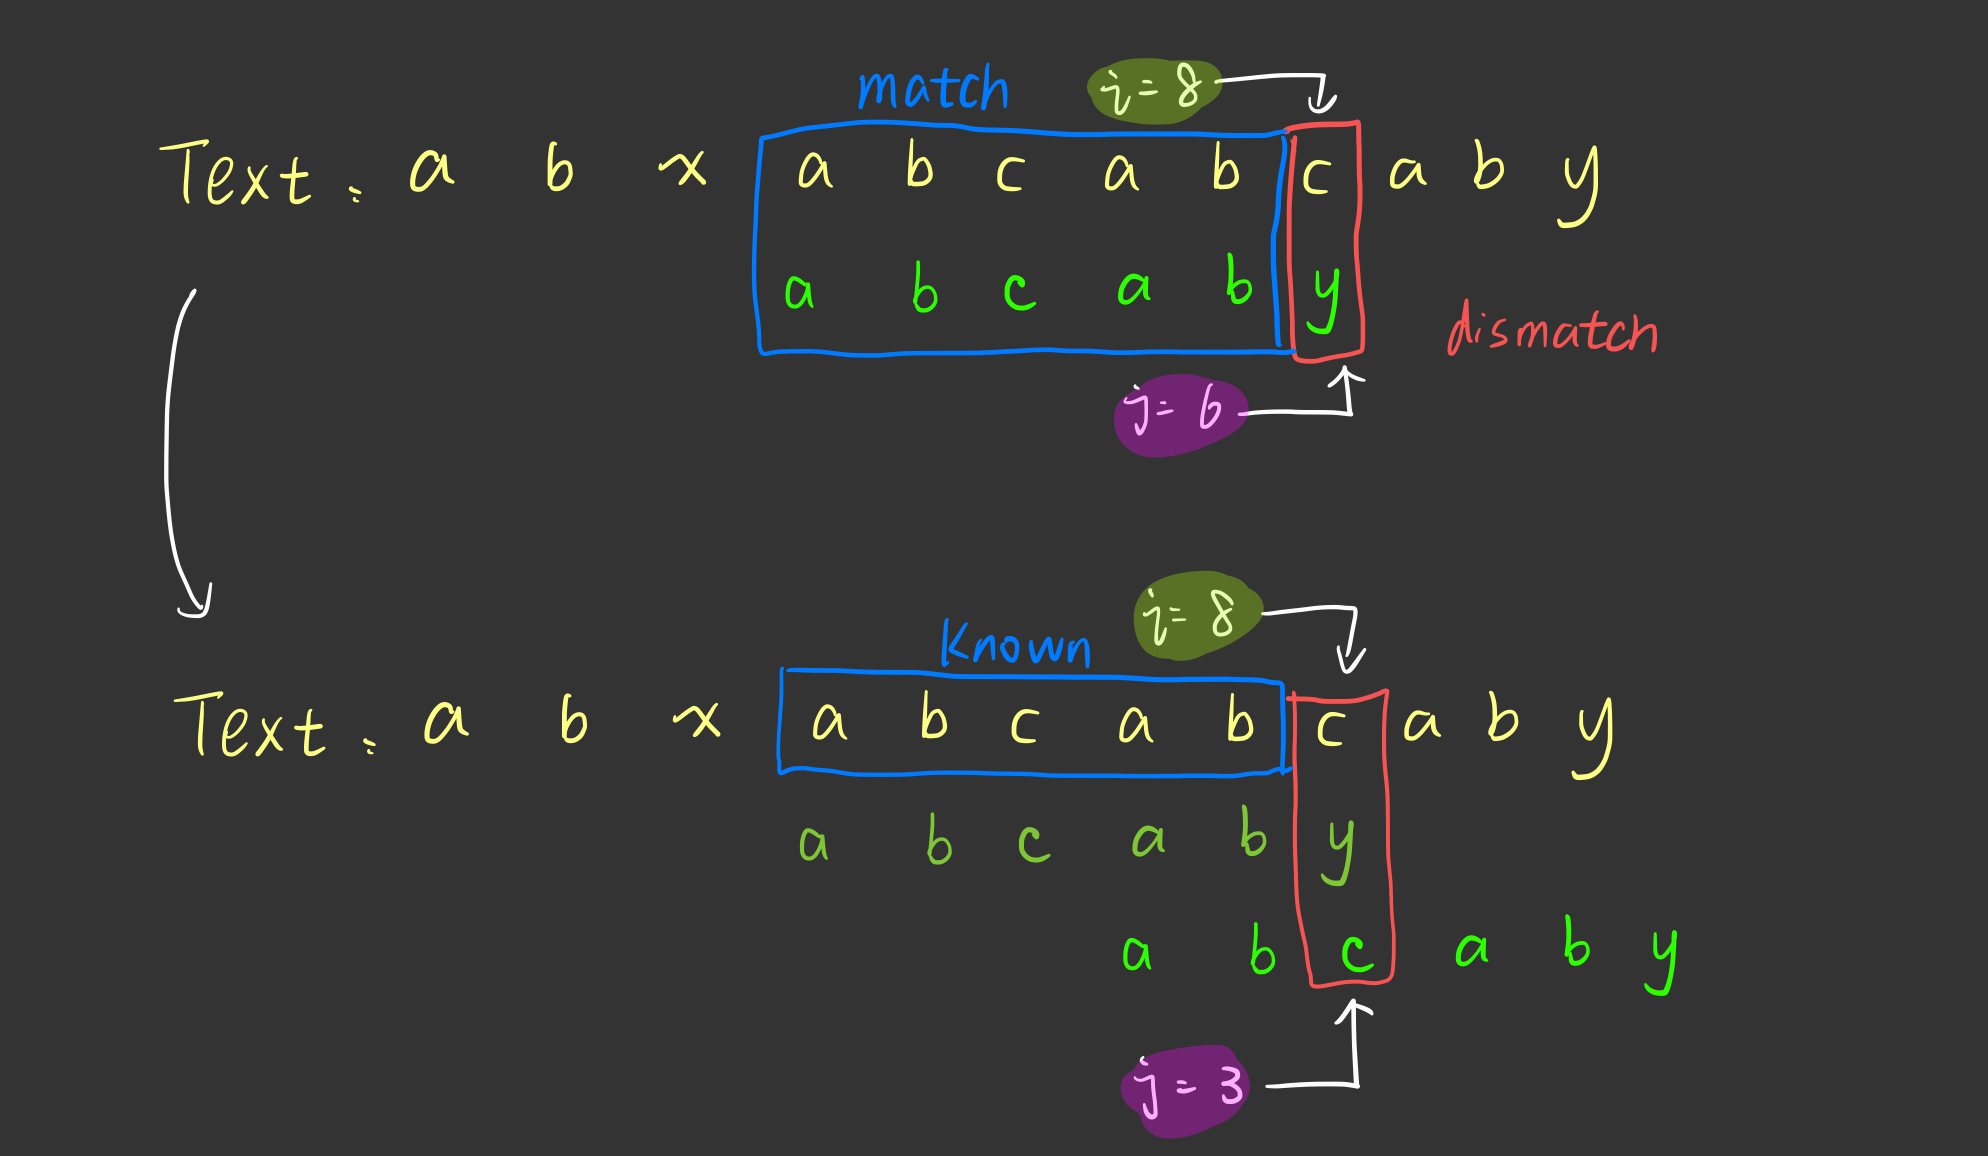 match i = 8
Text : a b x a b c a b c a b y
a b c a b y
dismatch
j = 6
i = 8
Known
Text : a b x a b c a b c a b y
a b c a b y
a b c a b y
j = 3